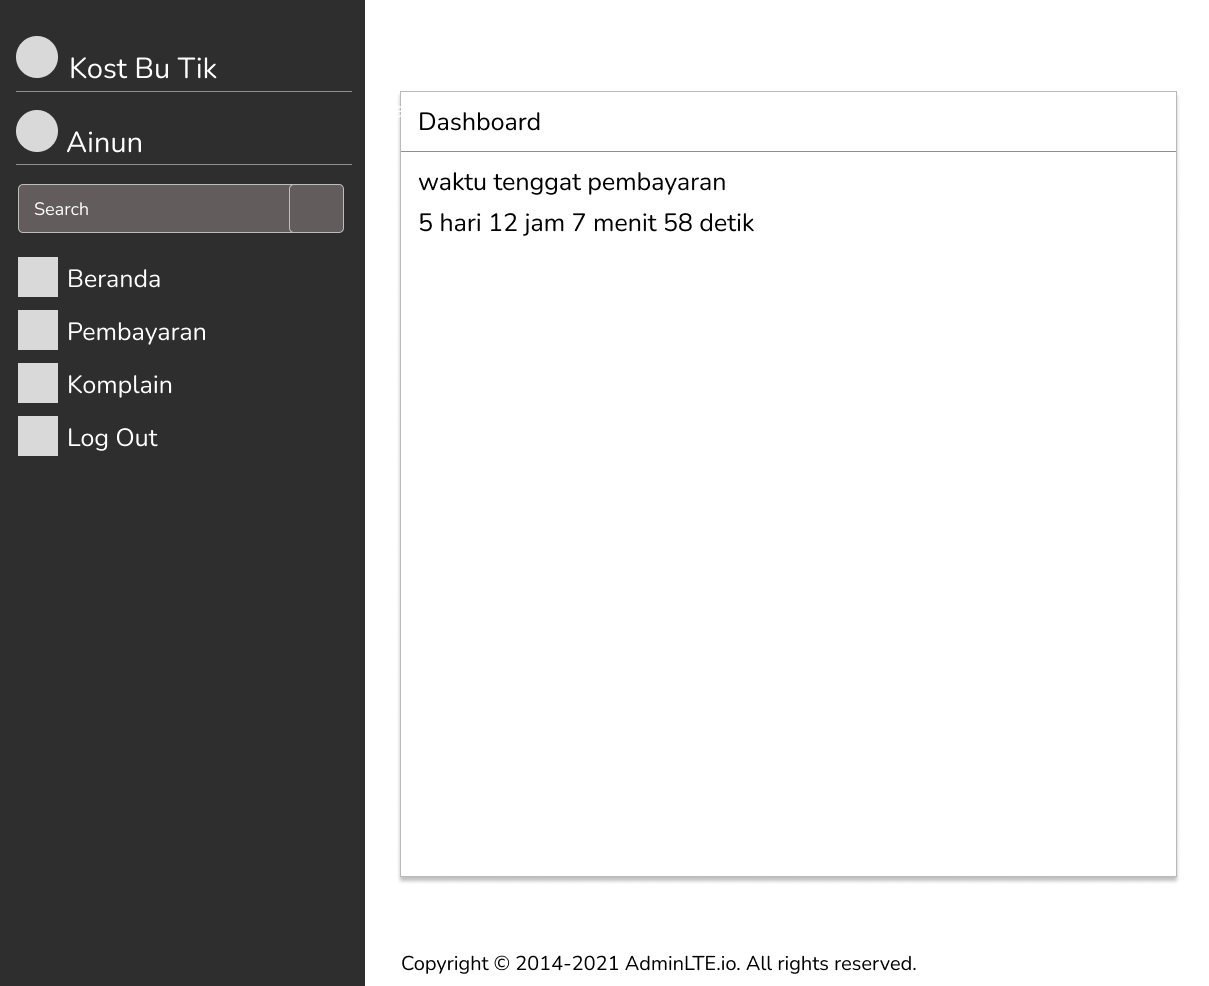 Kost Bu Tik
Ainun
Search
Beranda
Pembayaran
Komplain
Log Out
Dashboard
waktu tenggat pembayaran
5 hari 12 jam 7 menit 58 detik
Copyright © 2014-2021 AdminLTE.io. All rights reserved.